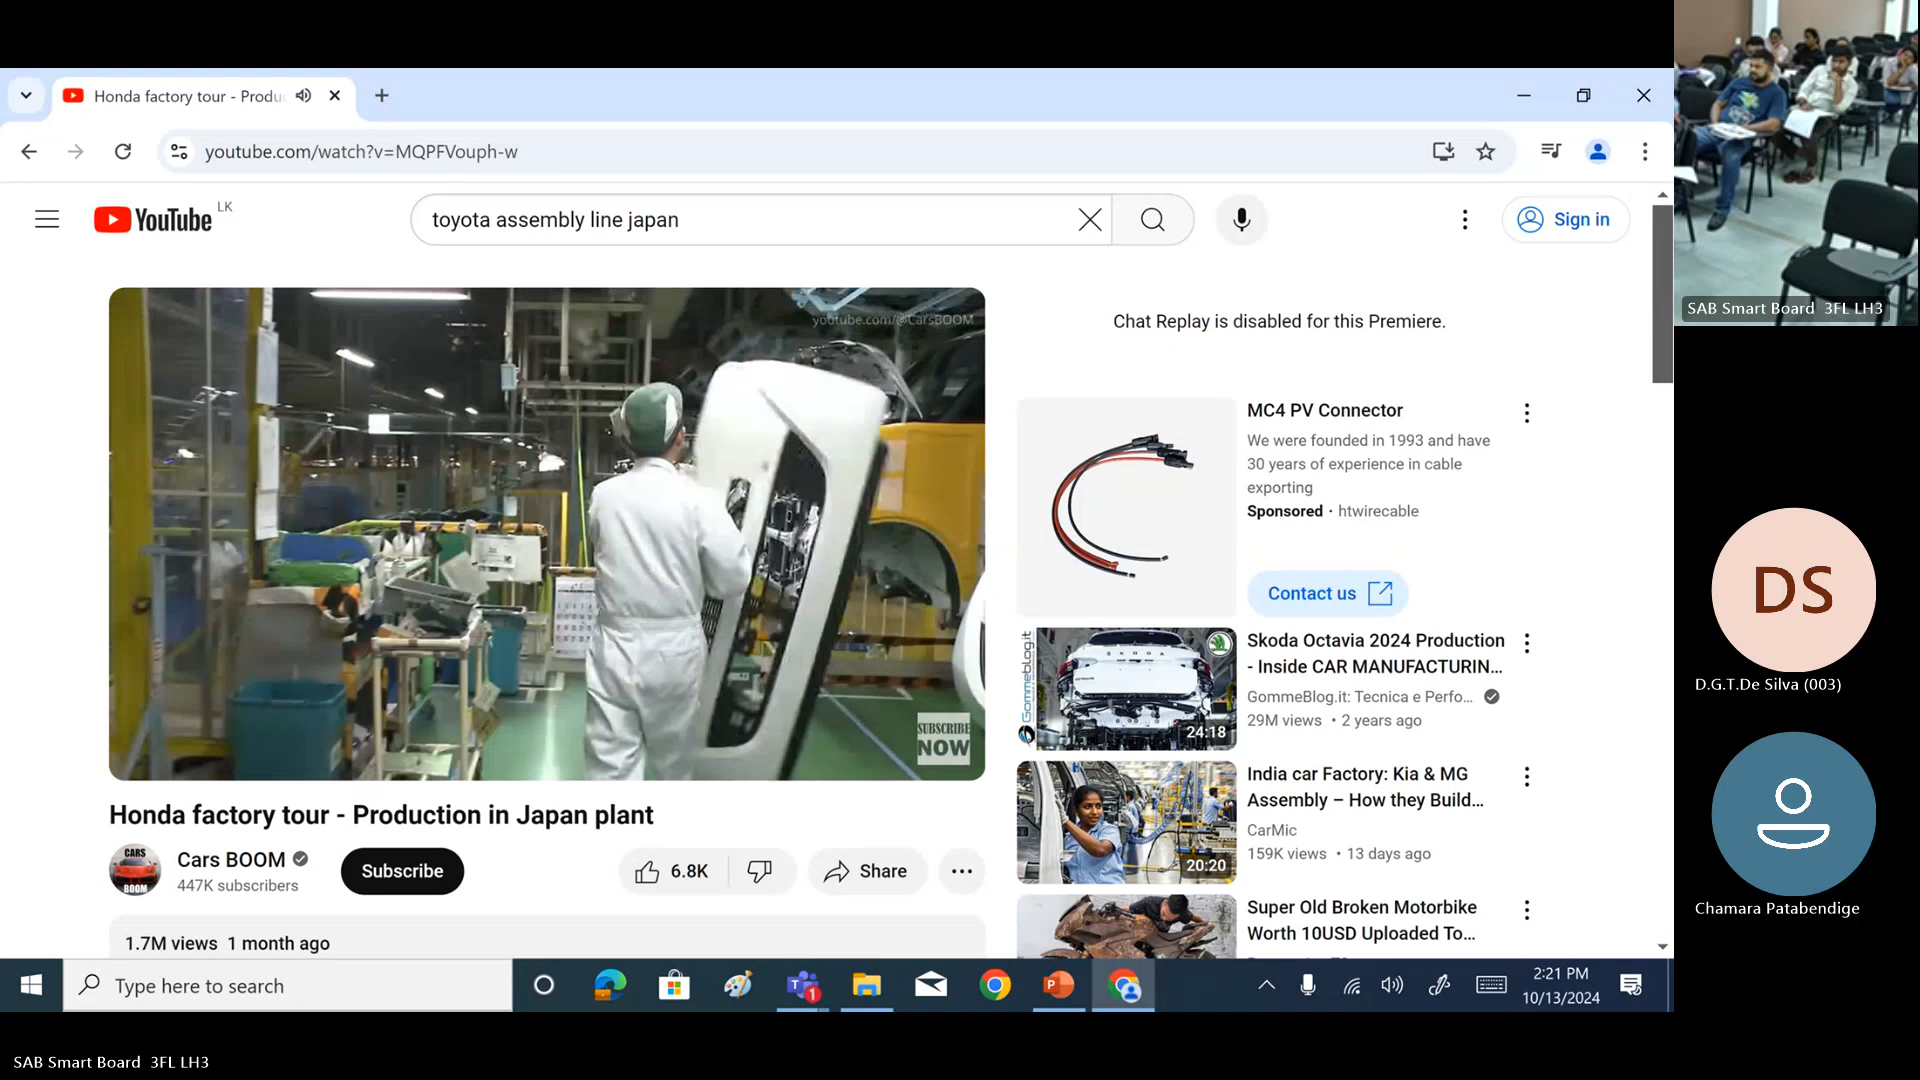 Honda factory tour - Produ
youtube.com/watch?v=MQPFVouph-w
YouTube LK
toyota assembly line japan
Sign in
youtube.com/@CarsBOOM
SUBSCRIBE
NOW
Chat Replay is disabled for this Premiere.
MC4 PV Connector
We were founded in 1993 and have
30 years of experience in cable
exporting
Sponsored • htwirecable
Contact us
Gommeblog.it
SKODA
24:18
Skoda Octavia 2024 Production
- Inside CAR MANUFACTURIN...
GommeBlog.it: Tecnica e Perfo...
29M views • 2 years ago
20:20
India car Factory: Kia & MG
Assembly – How they Build...
CarMic
159K views • 13 days ago
Super Old Broken Motorbike
Worth 10USD Uploaded To...
Honda factory tour - Production in Japan plant
CARS
BOOM
Cars BOOM
447K subscribers
Subscribe
6.8K
Share
1.7M views 1 month ago
Type here to search
1
2:21 PM
10/13/2024
SAB Smart Board 3FL LH3
DS
D.G.T.De Silva (003)
Chamara Patabendige
SAB Smart Board 3FL LH3